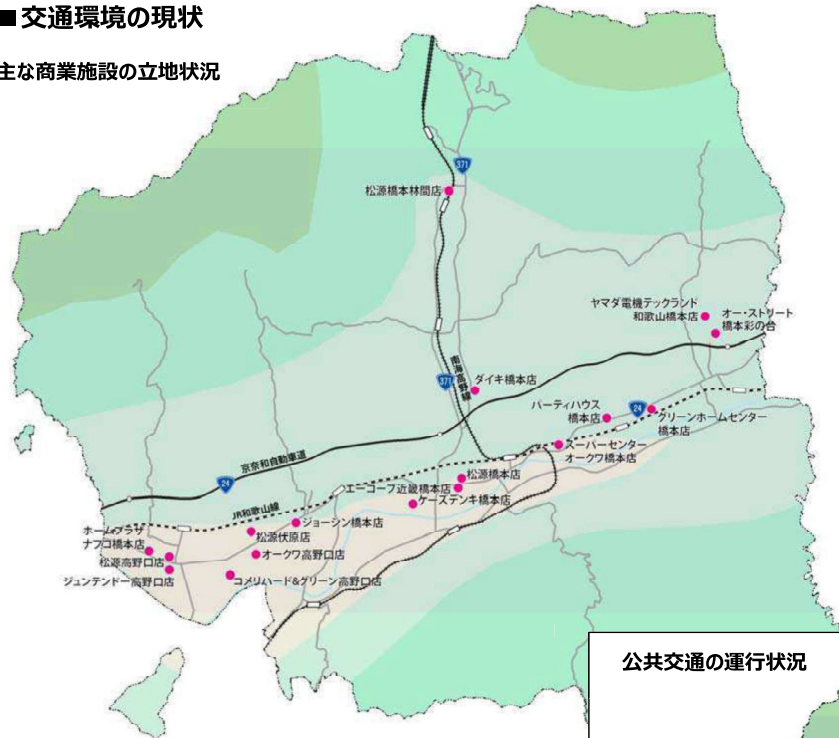 ■交通環境の現状
主な商業施設の立地状況
371
松源橋本林間店
ヤマダ電機テックランド
和歌山橋本店
オー・ストリート
橋本彩の台
南海高野線
371
ダイキ橋本店
パーティハウス
橋本店
24
グリーンホームセンター
橋本店
スーパーセンター
オークワ橋本店
京奈和自動車道
24
松源橋本店
エーコープ近畿橋本店
ケーズデンキ橋本店
JR和歌山線
ジョーシン橋本店
ホームプラザ
ナフコ橋本店
松源伏原店
松源高野口店
オークワ高野口店
ジュンテンドー高野口店
コメリハード&グリーン高野口店
公共交通の運行状況